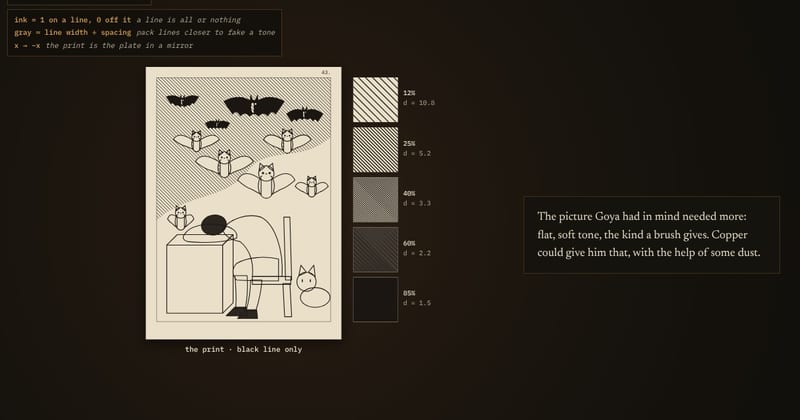 ink = 1 on a line, 0 off it a line is all or nothing
gray = line width ÷ spacing pack lines closer to fake a tone
x → −x the print is the plate in a mirror
43.
12%
d = 10.8
25%
d = 5.2
40%
d = 3.3
60%
d = 2.2
85%
d = 1.5
the print · black line only
The picture Goya had in mind needed more:
flat, soft tone, the kind a brush gives. Copper
could give him that, with the help of some dust.